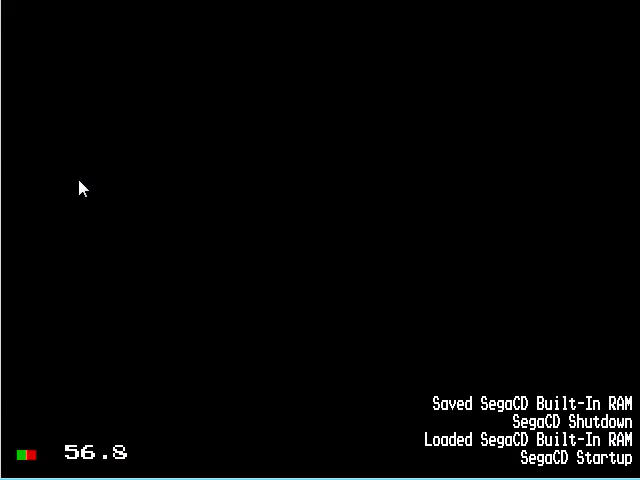 Saved SegaCD Built-In RAM
SegaCD Shutdown
Loaded SegaCD Built-In RAM
56.8
SegaCD Startup